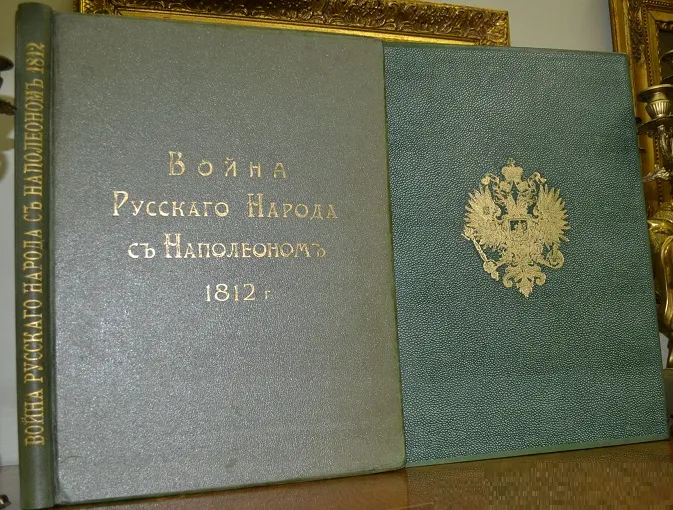 ВОЙНА РУССКАГО НАРОДА СЪ НАПОЛЕОНОМЪ 1812
Война
Русскаго Народа
съ Наполеономъ
1812 г